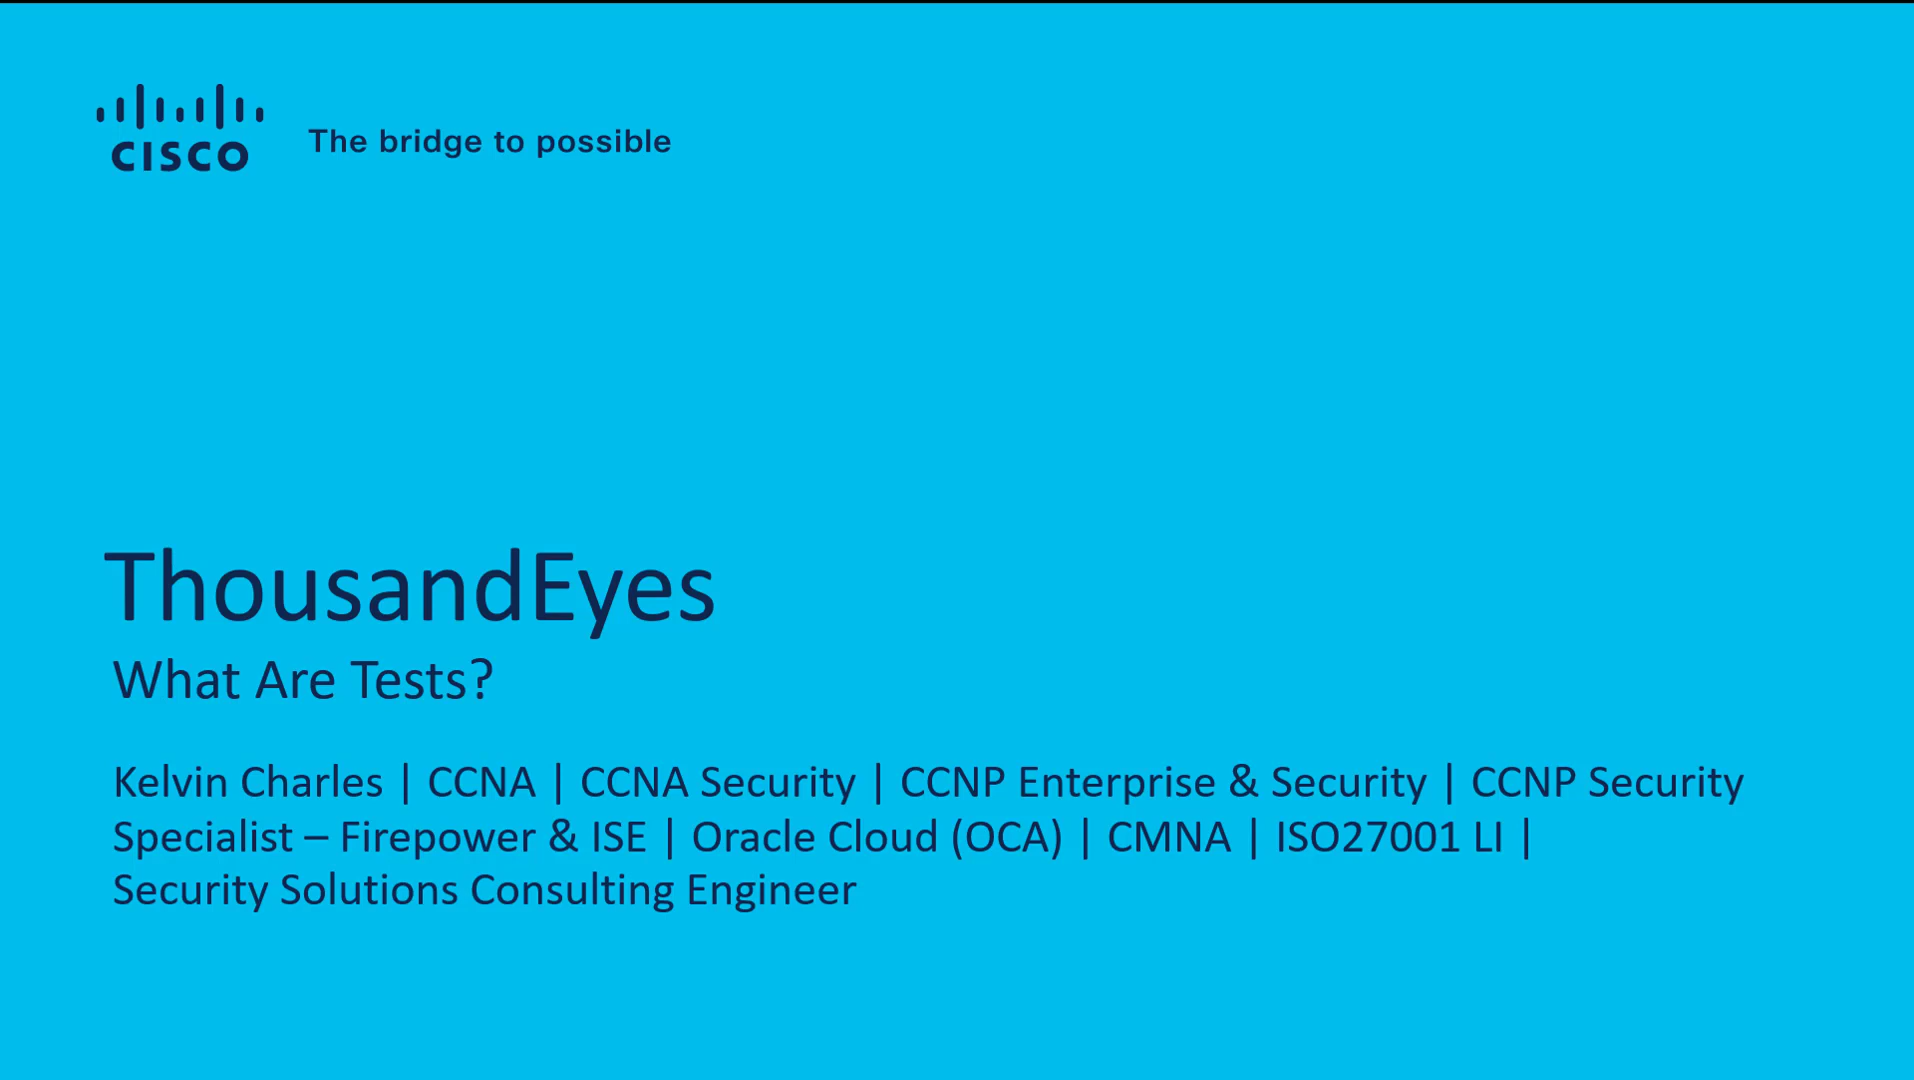 CISCO
The bridge to possible
ThousandEyes
What Are Tests?
Kelvin Charles | CCNA | CCNA Security | CCNP Enterprise & Security | CCNP Security
Specialist – Firepower & ISE | Oracle Cloud (OCA) | CMNA | ISO27001 LI |
Security Solutions Consulting Engineer